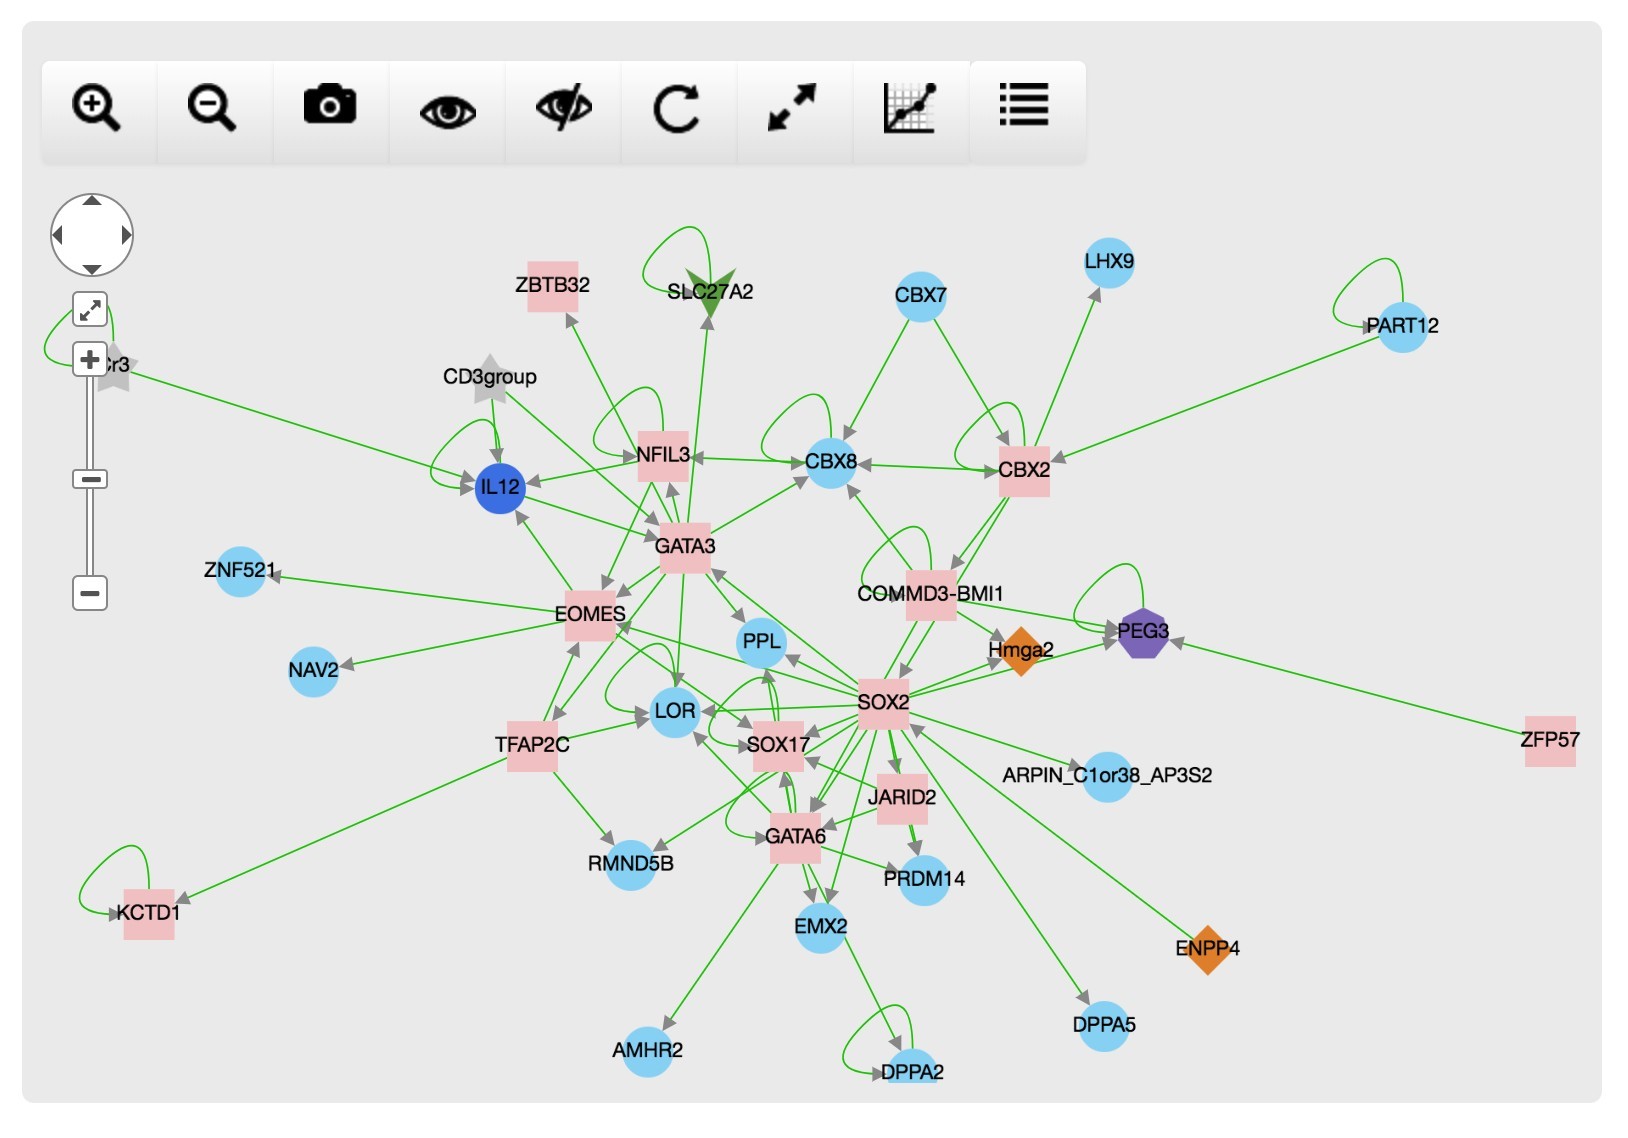 LHX9
ZBTB32
SLC27A2
CBX7
PART12
r3
CD3group
NFIL3
CBX8
CBX2
IL12
GATA3
ZNF521
COMMD3-BMI1
EOMES
PEG3
PPL
Hmga2
NAV2
SOX2
LOR
TFAP2C
SOX17
ZFP57
ARPIN_C1or38_AP3S2
JARID2
GATA6
RMND5B
PRDM14
KCTD1
EMX2
ENPP4
DPPA5
AMHR2
DPPA2